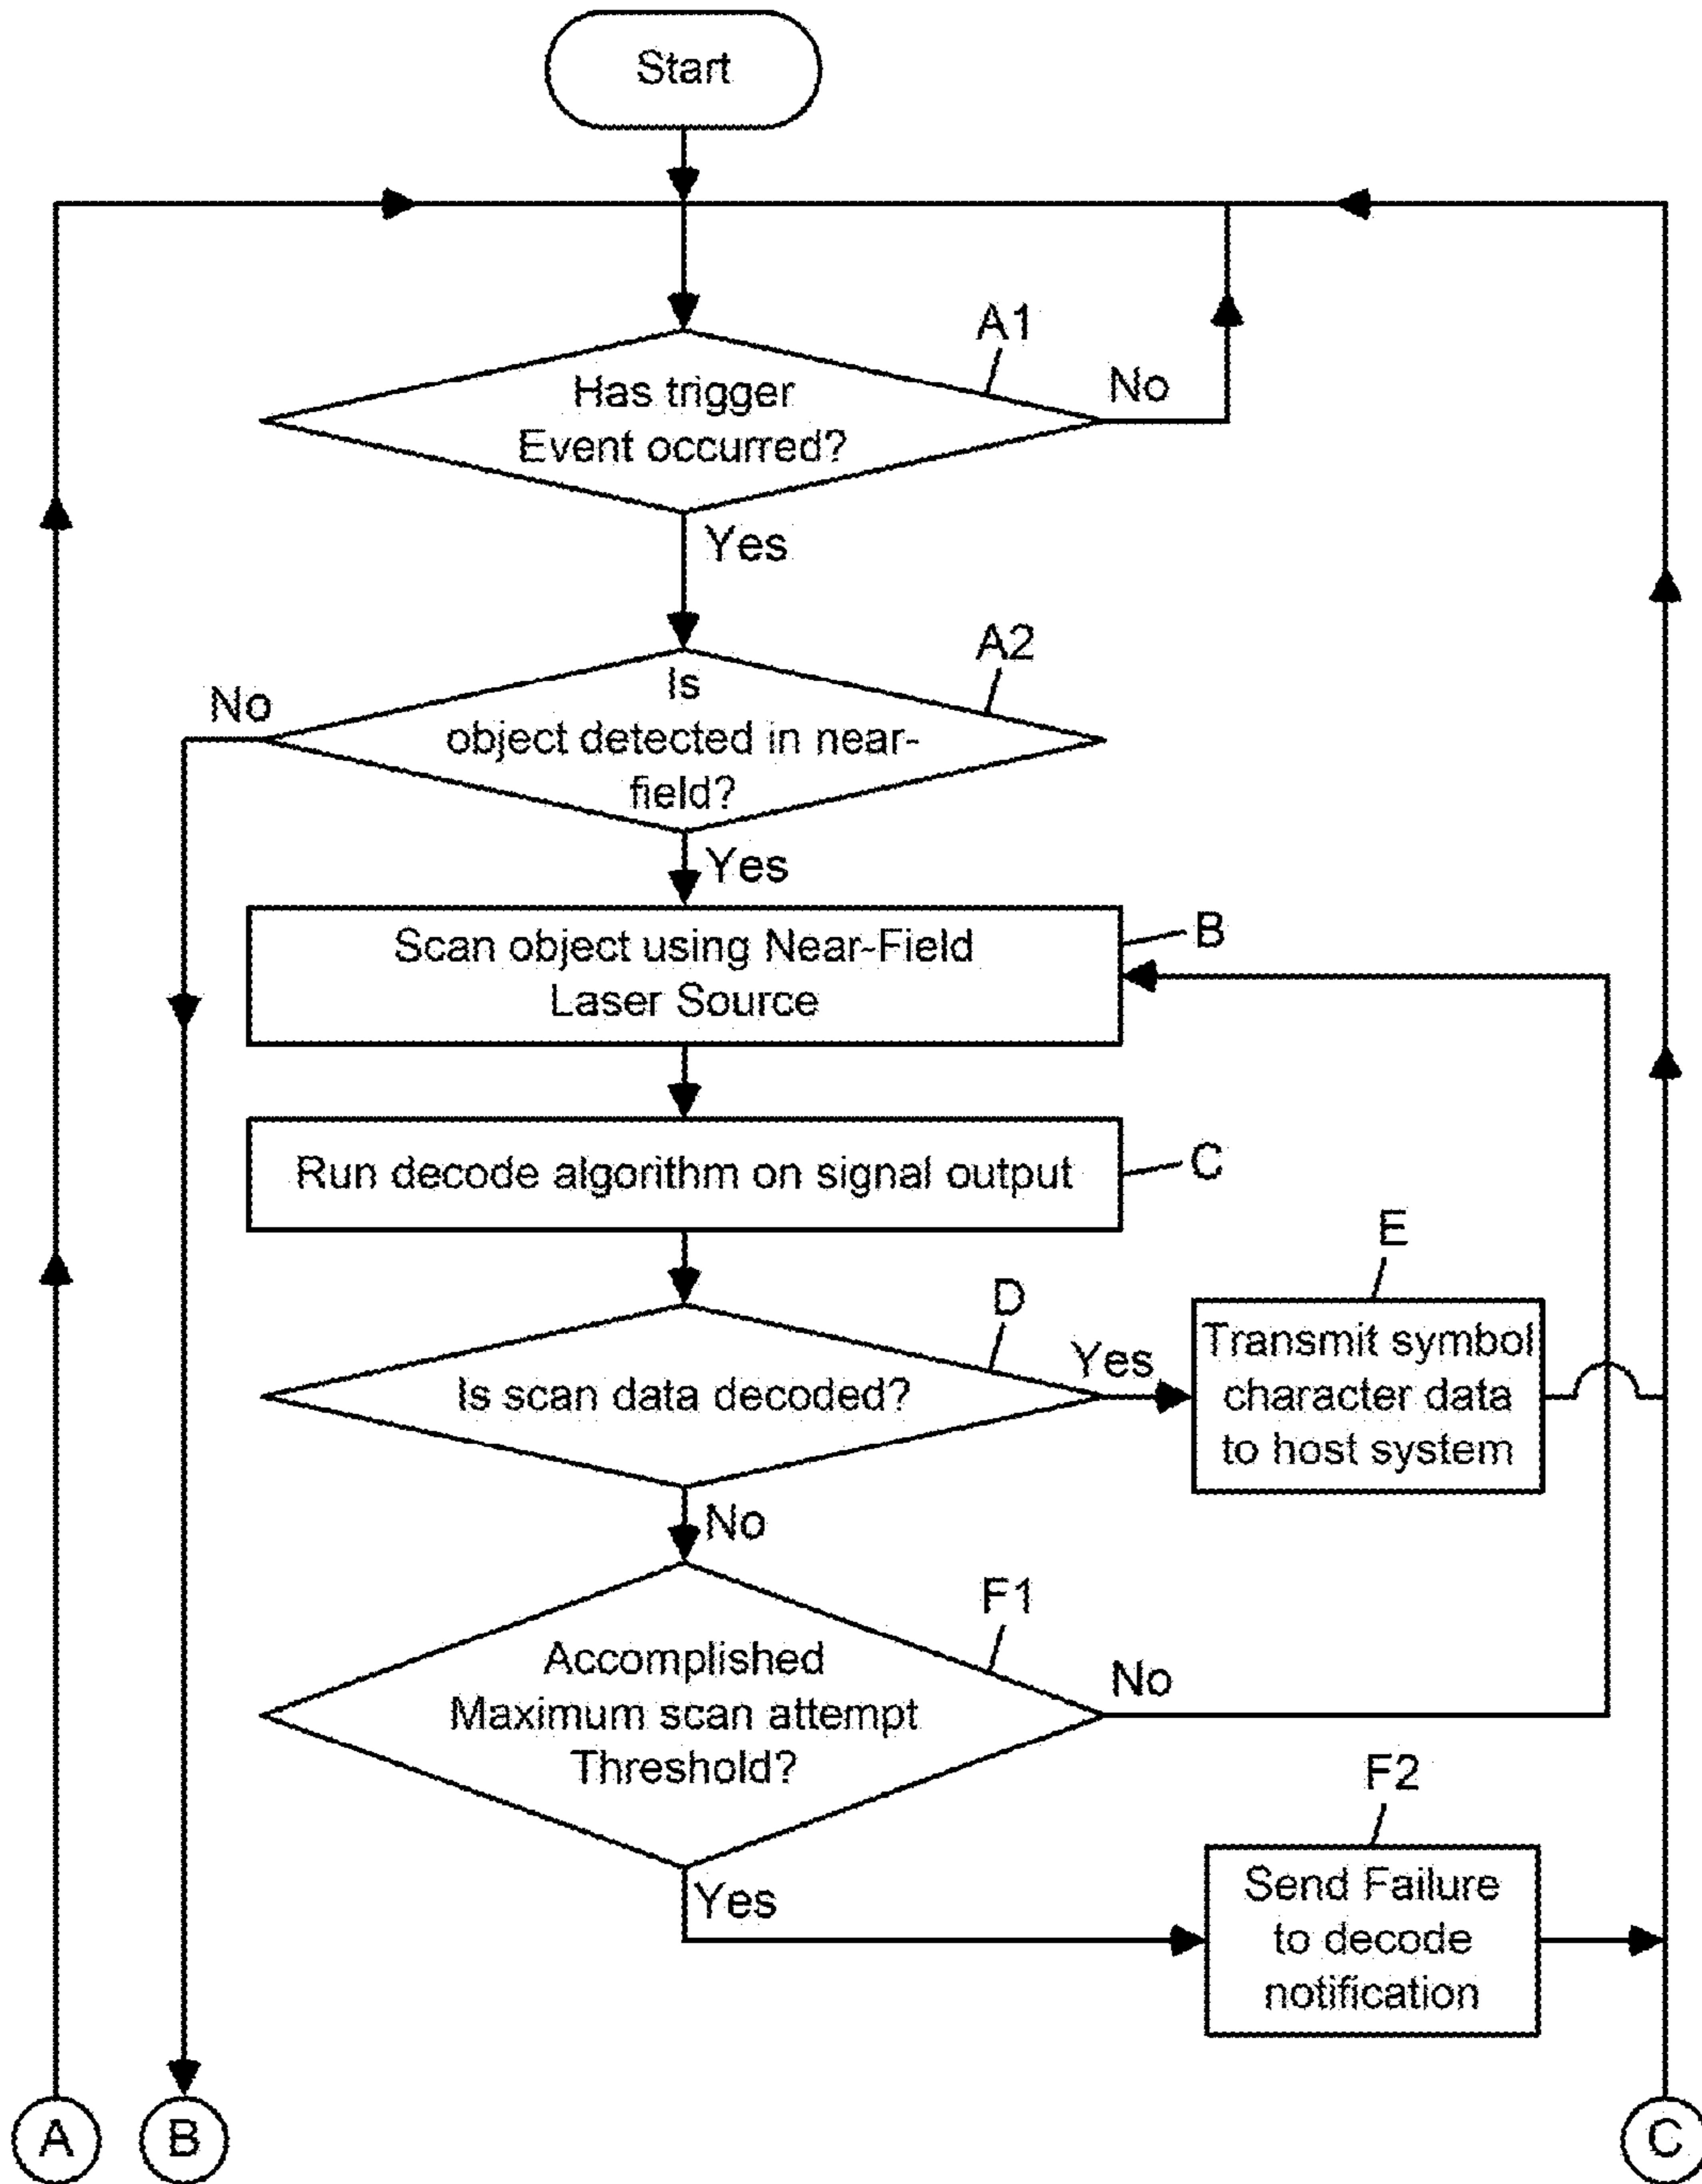 Start
A1
Has trigger
Event occurred?
No
Yes
A2
No
Is
object detected in near-
field?
Yes
Scan object using Near-Field
Laser Source
B
Run decode algorithm on signal output
C
E
D
Yes
Transmit symbol
character data
to host system
Is scan data decoded?
No
F1
Accomplished
Maximum scan attempt
Threshold?
No
F2
Yes
Send Failure
to decode
notification
A
B
C